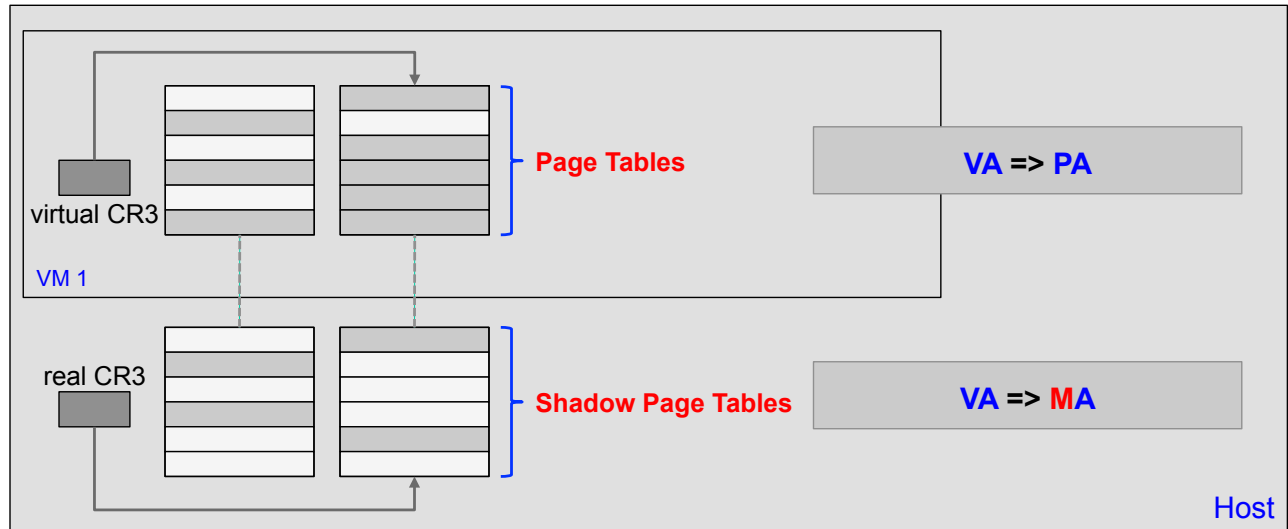 Page Tables
VA => PA
virtual CR3
VM 1
real CR3
Shadow Page Tables
VA => MA
Host